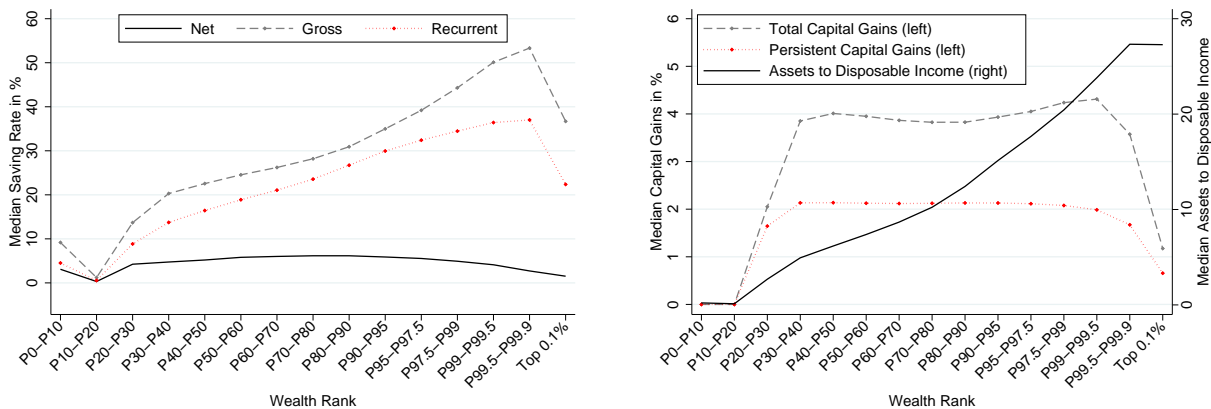 Net
Gross
Recurrent
Median Saving Rate in %
60
50
40
30
20
10
0
P0−P10
P10−P20
P20−P30
P30−P40
P40−P50
P50−P60
P60−P70
P70−P80
P80−P90
P90−P95
P95−P97.5
P97.5−P99
P99−P99.5
P99.5−P99.9
Top 0.1%
Wealth Rank
Total Capital Gains (left)
Persistent Capital Gains (left)
Assets to Disposable Income (right)
Median Capital Gains in %
6
5
4
3
2
1
0
Median Assets to Disposable Income
30
20
10
0
P0−P10
P10−P20
P20−P30
P30−P40
P40−P50
P50−P60
P60−P70
P70−P80
P80−P90
P90−P95
P95−P97.5
P97.5−P99
P99−P99.5
P99.5−P99.9
Top 0.1%
Wealth Rank